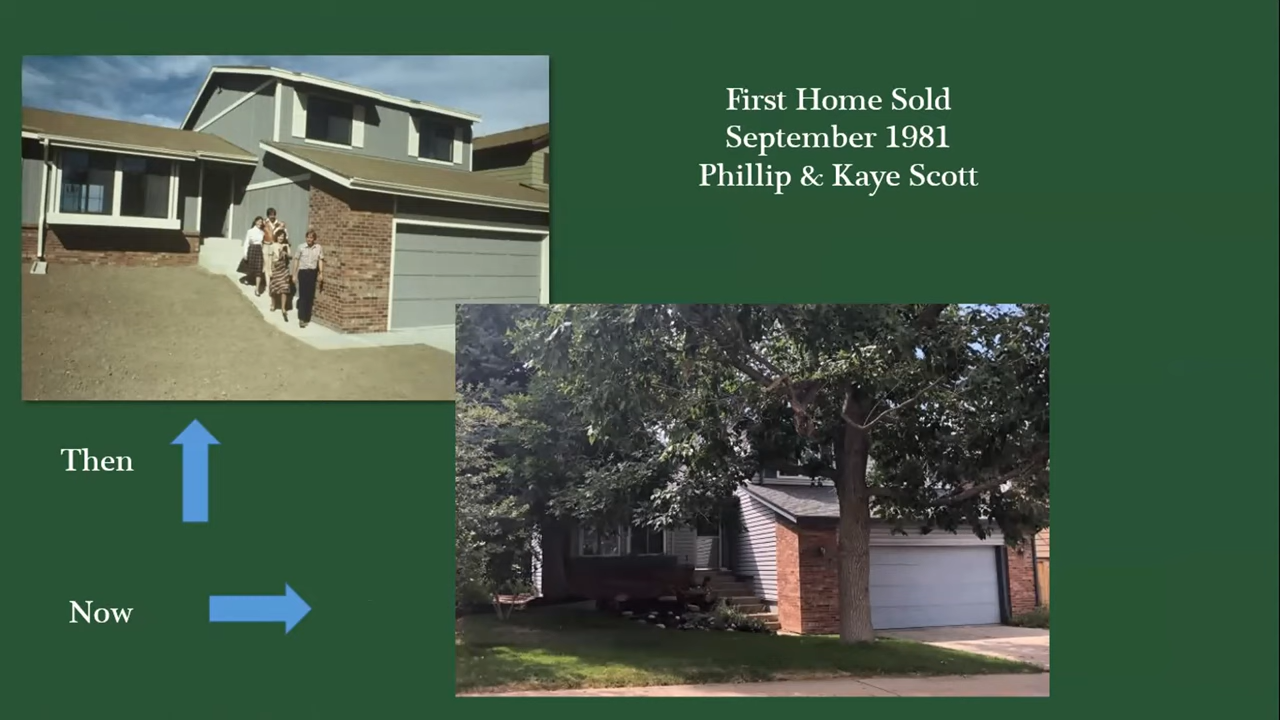 First Home Sold
September 1981
Phillip & Kaye Scott
Then
Now